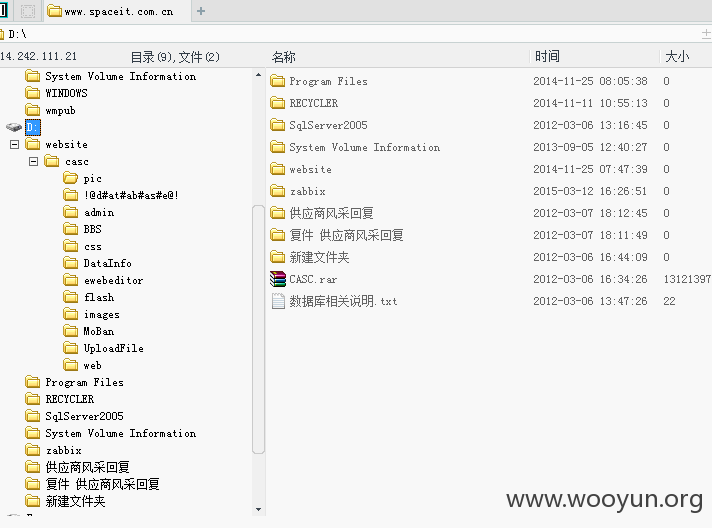 www.spaceit.com.cn
D:\
14.242.111.21 目录(9),文件(2) 名称 时间 大小
System Volume Information
WINDOWS
wmpub
D:
website
casc
pic
!@d#at#ab#as#e@!
admin
BBS
css
DataInfo
ewebeditor
flash
images
MoBan
UploadFile
web
Program Files
RECYCLER
SqlServer2005
System Volume Information
zabbix
供应商风采回复
复件 供应商风采回复
新建文件夹
Program Files 2014-11-25 08:05:38 0
RECYCLER 2014-11-11 10:55:13 0
SqlServer2005 2012-03-06 13:16:45 0
System Volume Information 2013-09-05 12:40:27 0
website 2014-11-25 07:47:39 0
zabbix 2015-03-12 16:26:51 0
供应商风采回复 2012-03-07 18:12:45 0
复件 供应商风采回复 2012-03-07 18:11:49 0
新建文件夹 2012-03-06 16:44:09 0
CASC.rar 2012-03-06 16:34:26 13121397
数据库相关说明.txt 2012-03-06 13:47:26 22
www.wooyun.org